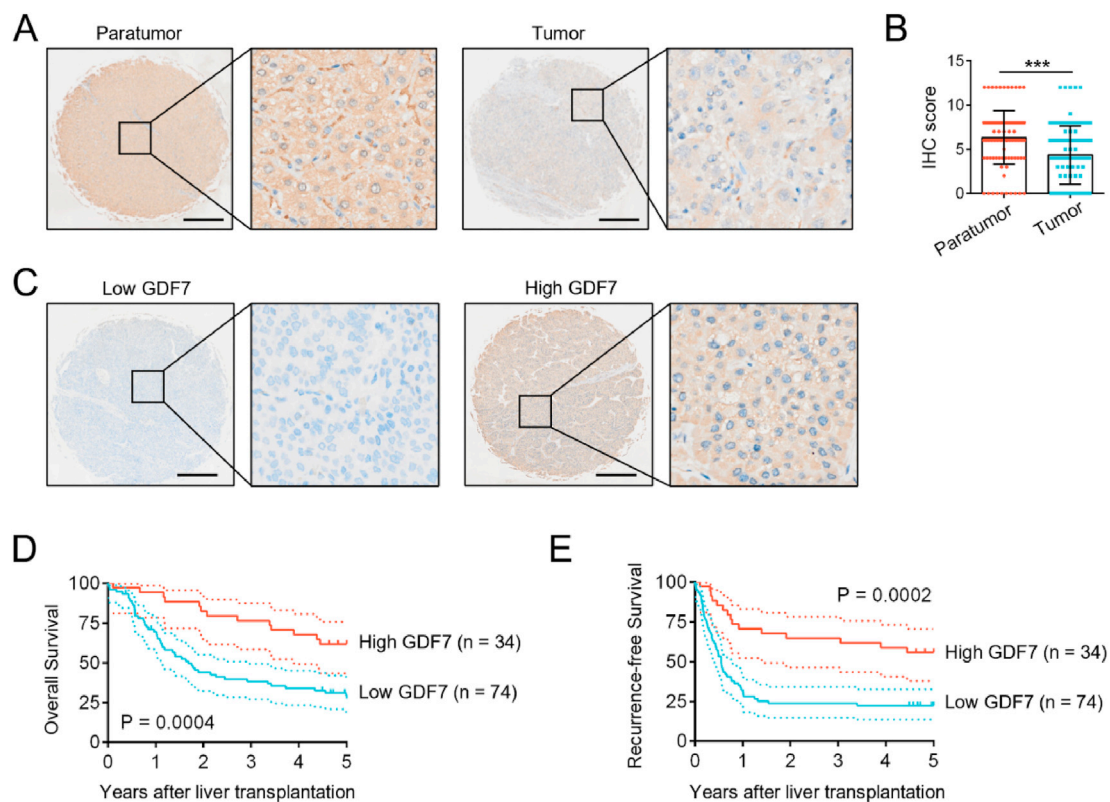 A
Paratumor
Tumor
B
***
IHC score
15
10
5
0
Paratumor
Tumor
C
Low GDF7
High GDF7
D
Overall Survival
100
75
50
25
0
High GDF7 (n = 34)
Low GDF7 (n = 74)
P = 0.0004
0 1 2 3 4 5
Years after liver transplantation
E
Recurrence-free Survival
100
75
50
25
0
P = 0.0002
High GDF7 (n = 34)
Low GDF7 (n = 74)
0 1 2 3 4 5
Years after liver transplantation